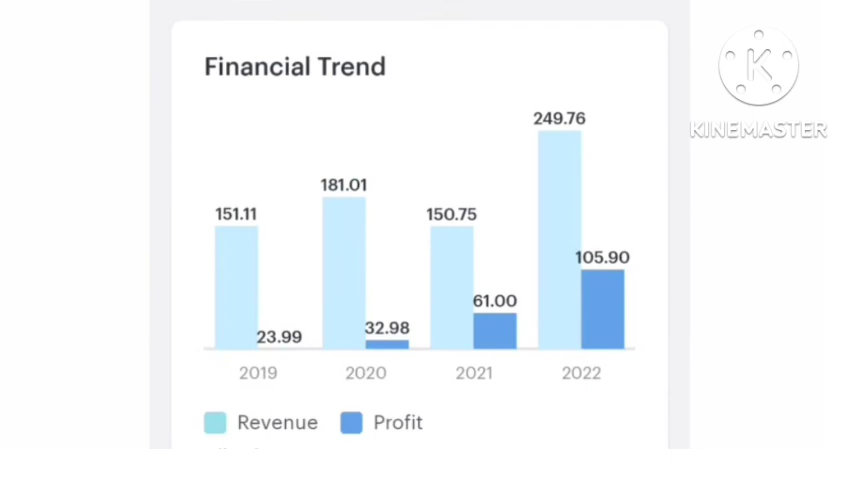 Financial Trend
KINEMASTER
249.76
181.01
151.11
150.75
105.90
61.00
32.98
23.99
2019 2020 2021 2022
Revenue Profit